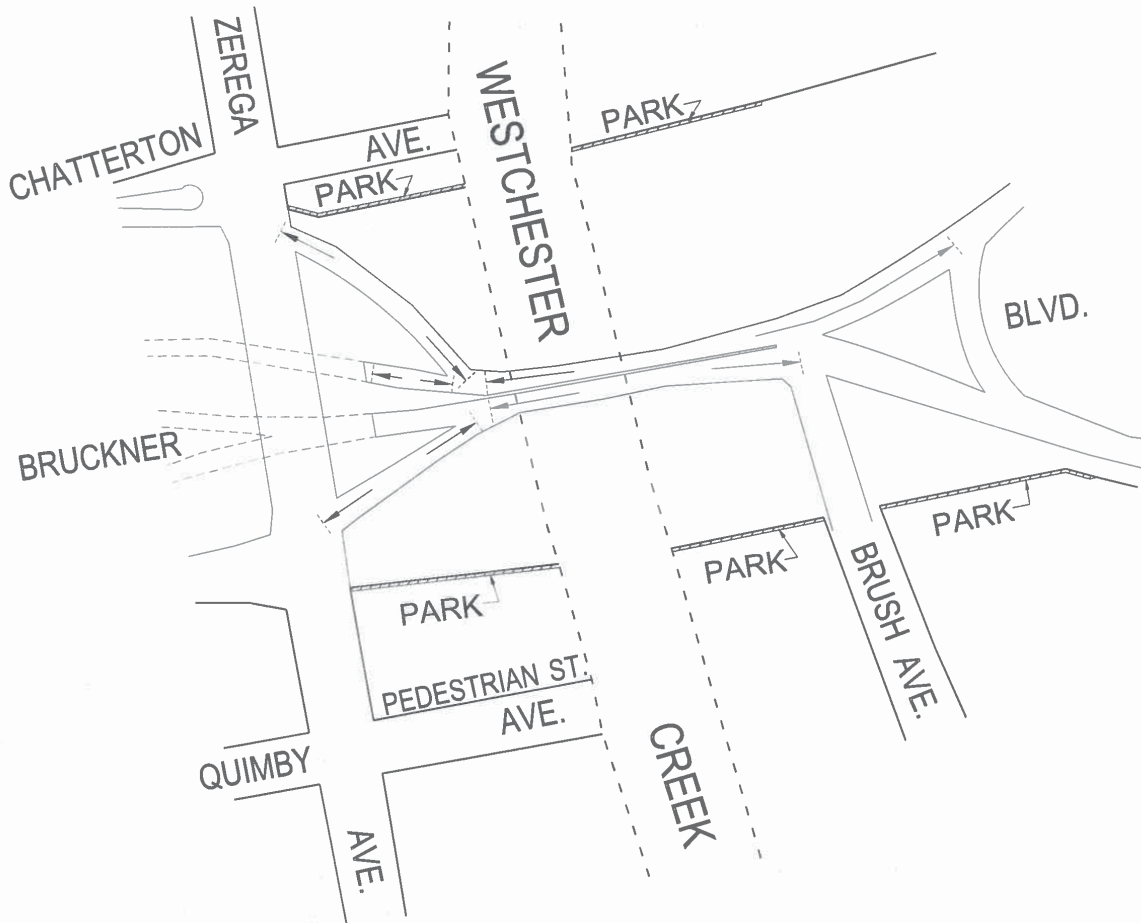 ZEREGA
WESTCHESTER
PARK
CHATTERTON
AVE.
PARK
BLVD.
BRUCKNER
PARK
PARK
PARK
BRUSH AVE.
PEDESTRIAN ST.
AVE.
QUIMBY
CREEK
AVE.